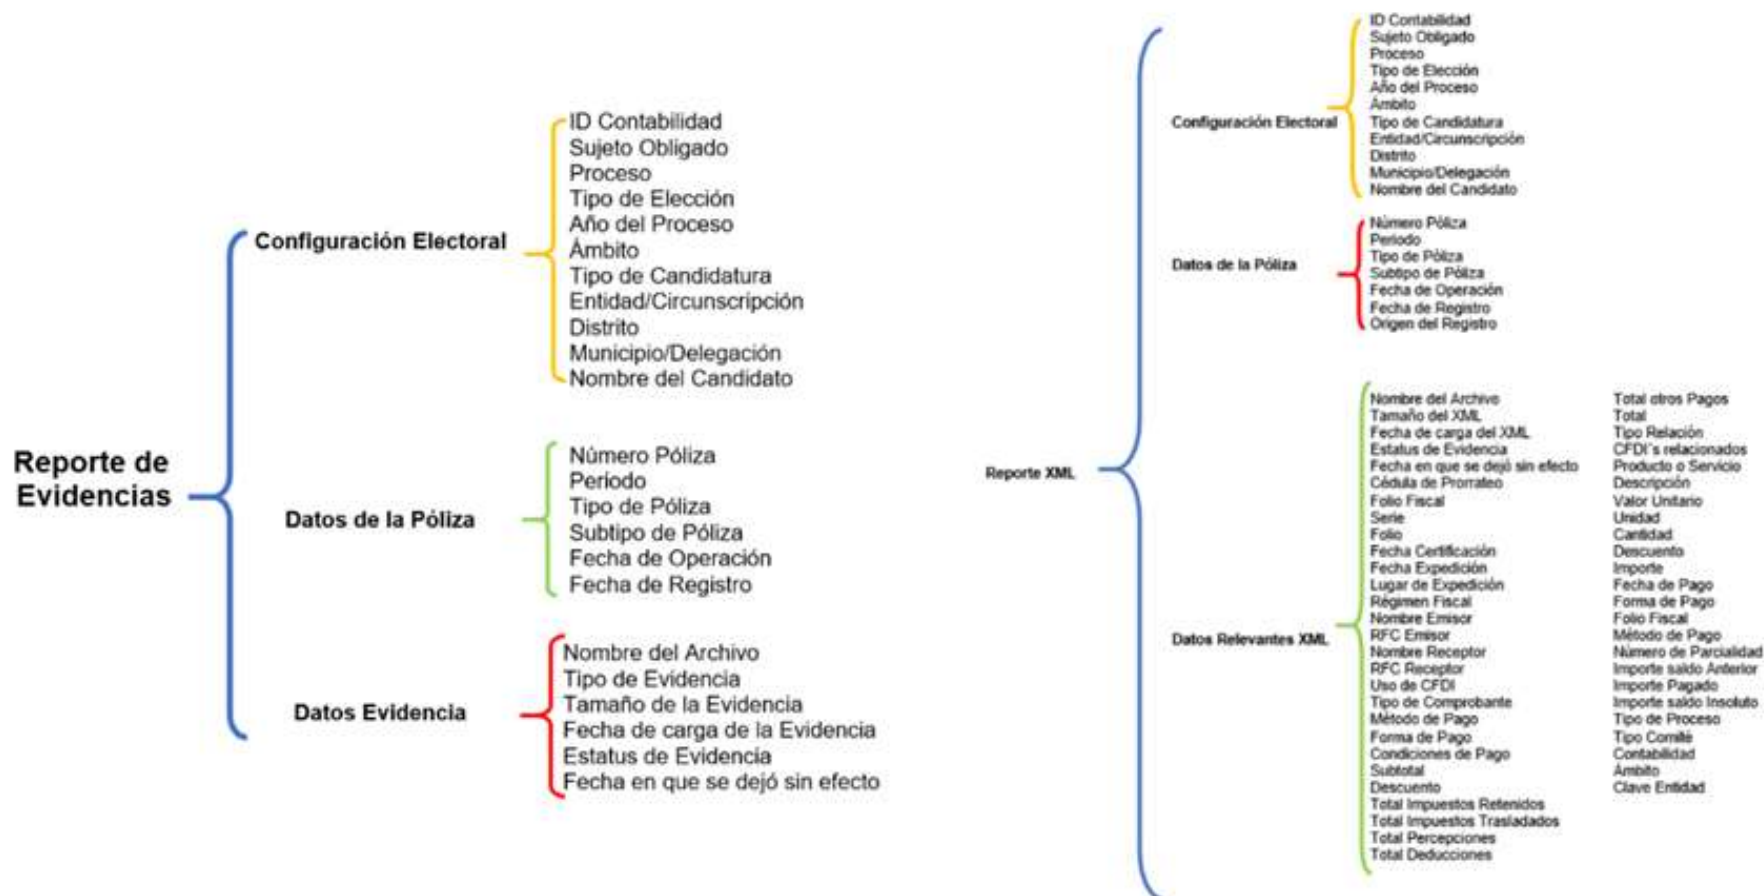 Reporte de
Evidencias
Configuración Electoral
ID Contabilidad
Sujeto Obligado
Proceso
Tipo de Elección
Año del Proceso
Ámbito
Tipo de Candidatura
Entidad/Circunscripción
Distrito
Municipio/Delegación
Nombre del Candidato
Datos de la Póliza
Número Póliza
Periodo
Tipo de Póliza
Subtipo de Póliza
Fecha de Operación
Fecha de Registro
Datos Evidencia
Nombre del Archivo
Tipo de Evidencia
Tamaño de la Evidencia
Fecha de carga de la Evidencia
Estatus de Evidencia
Fecha en que se dejó sin efecto
Reporte XML
Configuración Electoral
ID Contabilidad
Sujeto Obligado
Proceso
Tipo de Elección
Año del Proceso
Ámbito
Tipo de Candidatura
Entidad/Circunscripción
Distrito
Municipio/Delegación
Nombre del Candidato
Datos de la Póliza
Número Póliza
Periodo
Tipo de Póliza
Subtipo de Póliza
Fecha de Operación
Fecha de Registro
Origen del Registro
Datos Relevantes XML
Nombre del Archivo
Tamaño del XML
Fecha de carga del XML
Estatus de Evidencia
Fecha en que se dejó sin efecto
Cédula de Prorrateo
Folio Fiscal
Serie
Folio
Fecha Certificación
Fecha Expedición
Lugar de Expedición
Régimen Fiscal
Nombre Emisor
RFC Emisor
Nombre Receptor
RFC Receptor
Uso de CFDI
Tipo de Comprobante
Método de Pago
Forma de Pago
Condiciones de Pago
Subtotal
Descuento
Total Impuestos Retenidos
Total Impuestos Trasladados
Total Percepciones
Total Deducciones
Total otros Pagos
Total
Tipo Relación
CFDI´s relacionados
Producto o Servicio
Descripción
Valor Unitario
Unidad
Cantidad
Descuento
Importe
Fecha de Pago
Forma de Pago
Folio Fiscal
Método de Pago
Número de Parcialidad
Importe saldo Anterior
Importe Pagado
Importe saldo Insoluto
Tipo de Proceso
Tipo Comité
Contabilidad
Ámbito
Clave Entidad